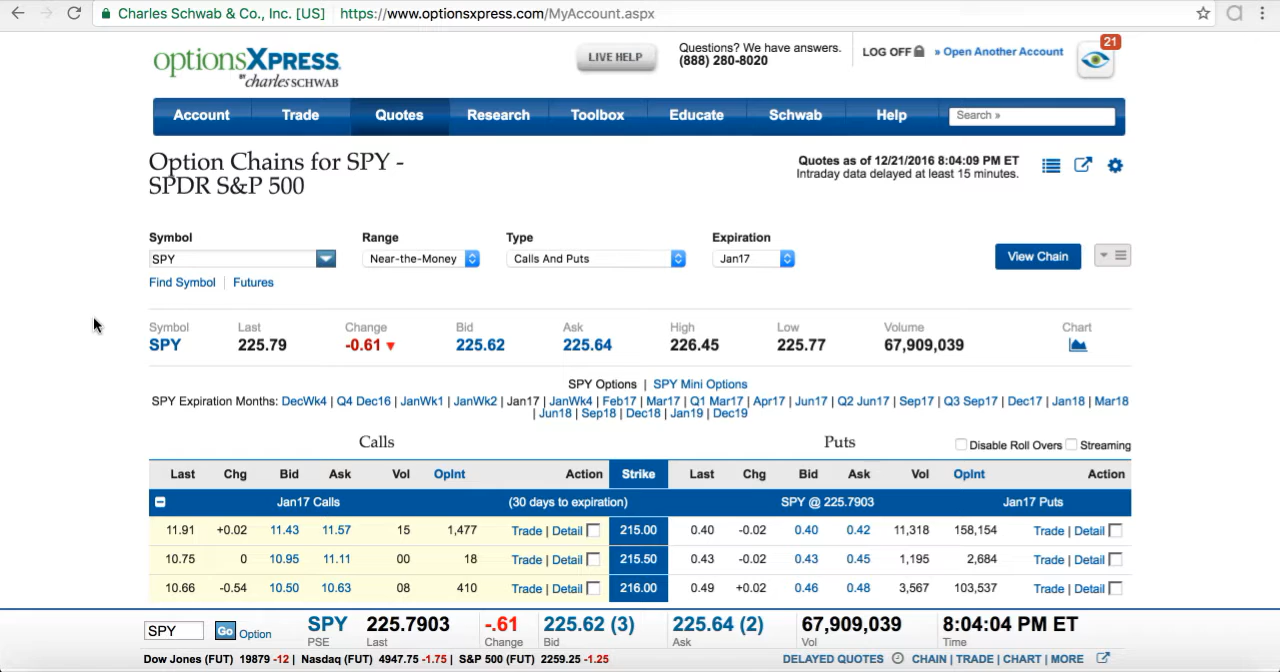 Charles Schwab & Co., Inc. [US] https://www.optionsxpress.com/MyAccount.aspx
optionsXPRESS
by charles SCHWAB
LIVE HELP
Questions? We have answers.
(888) 280-8020
LOG OFF » Open Another Account
21
Account Trade Quotes Research Toolbox Educate Schwab Help Search »
Option Chains for SPY -
SPDR S&P 500
Quotes as of 12/21/2016 8:04:09 PM ET
Intraday data delayed at least 15 minutes.
Symbol Range Type Expiration
SPY Near-the-Money Calls And Puts Jan17 View Chain
Find Symbol | Futures
Symbol Last Change Bid Ask High Low Volume Chart
SPY 225.79 -0.61 ▼ 225.62 225.64 226.45 225.77 67,909,039
SPY Options | SPY Mini Options
SPY Expiration Months: DecWk4 | Q4 Dec16 | JanWk1 | JanWk2 | Jan17 | JanWk4 | Feb17 | Mar17 | Q1 Mar17 | Apr17 | Jun17 | Q2 Jun17 | Sep17 | Q3 Sep17 | Dec17 | Jan18 | Mar18
| Jun18 | Sep18 | Dec18 | Jan19 | Dec19
Calls Puts Disable Roll Overs Streaming
Last Chg Bid Ask Vol OpInt Action Strike Last Chg Bid Ask Vol OpInt Action
Jan17 Calls (30 days to expiration) SPY @ 225.7903 Jan17 Puts
11.91 +0.02 11.43 11.57 15 1,477 Trade | Detail 215.00 0.40 -0.02 0.40 0.42 11,318 158,154 Trade | Detail
10.75 0 10.95 11.11 00 18 Trade | Detail 215.50 0.43 -0.02 0.43 0.45 1,195 2,684 Trade | Detail
10.66 -0.54 10.50 10.63 08 410 Trade | Detail 216.00 0.49 +0.02 0.46 0.48 3,567 103,537 Trade | Detail
SPY Go Option SPY 225.7903 -.61 225.62 (3) 225.64 (2) 67,909,039 8:04:04 PM ET
PSE Last Change Bid Ask Vol Time
Dow Jones (FUT) 19879 -12 | Nasdaq (FUT) 4947.75 -1.75 | S&P 500 (FUT) 2259.25 -1.25 DELAYED QUOTES CHAIN | TRADE | CHART | MORE